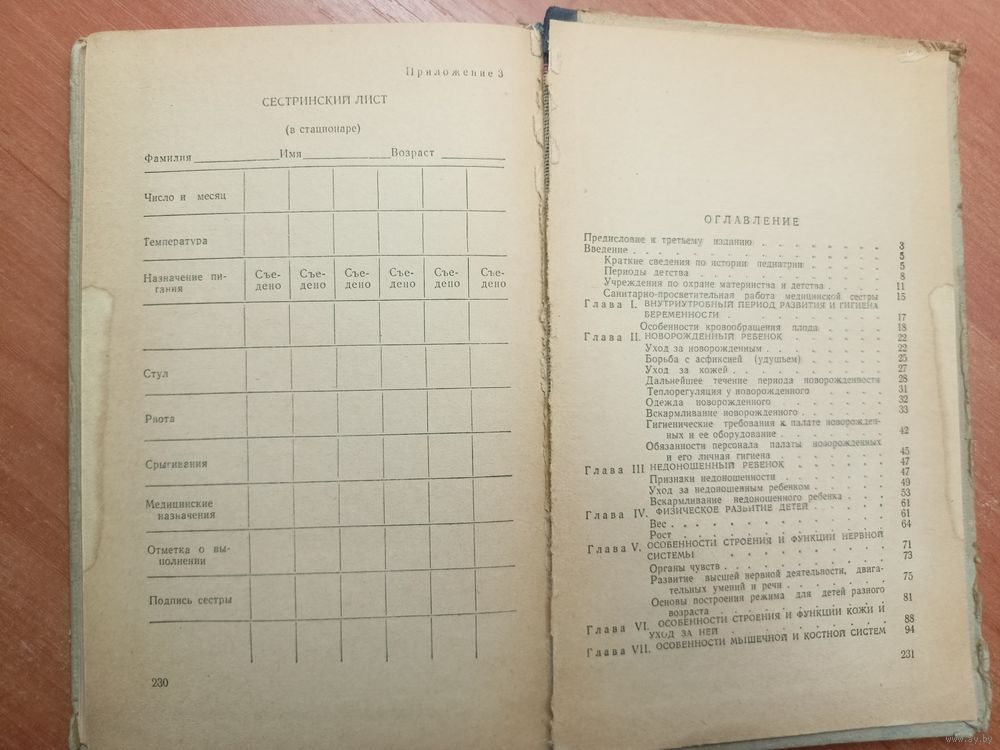 Приложение 3
СЕСТРИНСКИЙ ЛИСТ
(в стационаре)
Фамилия____________Имя____________Возраст _________
Число и месяц
Температура
Назначение пи-
тания
Съе-
дено
Съе-
дено
Съе-
дено
Съе-
дено
Съе-
дено
Съе-
дено
Стул
Рвота
Срыгивания
Медицинские
назначения
Отметка о вы-
полнении
Подпись сестры
230
ОГЛАВЛЕНИЕ
Предисловие к третьему изданию . . . . . . . 3
Введение . . . . . . . . . . . . 5
Краткие сведения по истории педиатрии . . . . 5
Периоды детства . . . . . . . . . 8
Учреждения по охране материнства и детства . . . . 11
Санитарно-просветительная работа медицинской сестры 15
Глава I. ВНУТРИУТРОБНЫЙ ПЕРИОД РАЗВИТИЯ И ГИГИЕНА
БЕРЕМЕННОСТИ . . . . . . . . 17
Особенности кровообращения плода . . . . . 18
Глава II. НОВОРОЖДЕННЫЙ РЕБЕНОК . . . . . 22
Уход за новорожденным . . . . . . . 22
Борьба с асфиксией (удушьем) . . . . . 25
Уход за кожей . . . . . . . . . 27
Дальнейшее течение периода новорожденности 28
Теплорегуляция у новорожденного . . . . 31
Одежда новорожденного . . . . . . 32
Вскармливание новорожденного . . . . . 33
Гигиенические требования к палате новорожден-
ных и ее оборудование . . . . . . 42
Обязанности персонала палаты новорожденных
и его личная гигиена . . . . . . 45
Глава III НЕДОНОШЕННЫЙ РЕБЕНОК . . . . . 47
Признаки недоношенности . . . . . . 47
Уход за недоношенным ребенком . . . . . 49
Вскармливание недоношенного ребенка . . . 53
Глава IV. ФИЗИЧЕСКОЕ РАЗВИТИЕ ДЕТЕЙ . . . . 61
Вес . . . . . . . . . . . . 61
Рост . . . . . . . . . . . 64
Глава V. ОСОБЕННОСТИ СТРОЕНИЯ И ФУНКЦИИ НЕРВНОЙ
СИСТЕМЫ . . . . . . . . . 71
Органы чувств . . . . . . . . . 73
Развитие высшей нервной деятельности, двига-
тельных умений и речи . . . . . . 75
Основы построения режима для детей разного
возраста . . . . . . . . . 81
Глава VI. ОСОБЕННОСТИ СТРОЕНИЯ И ФУНКЦИИ КОЖИ И
УХОД ЗА НЕЙ . . . . . . . . 88
Глава VII. ОСОБЕННОСТИ МЫШЕЧНОЙ И КОСТНОЙ СИСТЕМ 94
231
www.ay.by